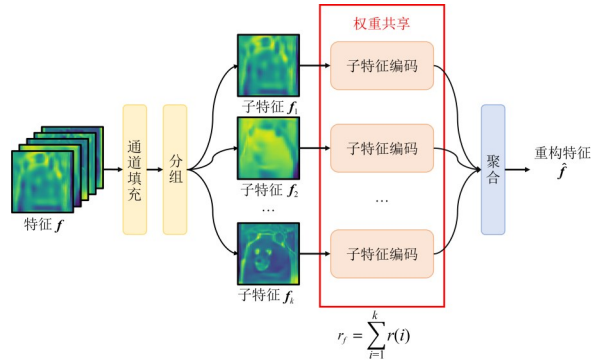 权重共享
子特征编码
子特征 f₁
通道填充
分组
子特征编码
子特征 f₂
聚合
重构特征
f̂
特征 f
…
…
子特征编码
子特征 fₖ
r_f = ∑_{i=1}^{k} r(i)